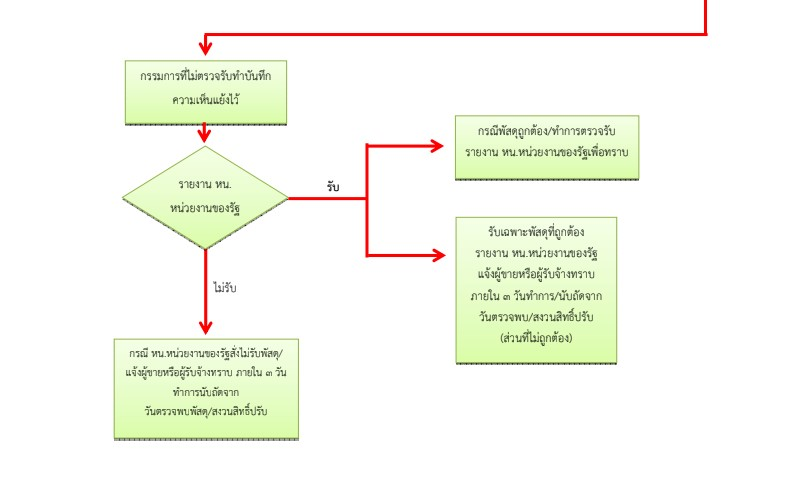 กรรมการที่ไม่ตรวจรับทำบันทึก
ความเห็นแย้งไว้
รายงาน หน.
หน่วยงานของรัฐ
รับ
กรณีพัสดุถูกต้อง/ทำการตรวจรับ
รายงาน หน.หน่วยงานของรัฐเพื่อทราบ
รับเฉพาะพัสดุที่ถูกต้อง
รายงาน หน.หน่วยงานของรัฐ
แจ้งผู้ขายหรือผู้รับจ้างทราบ
ภายใน ๓ วันทำการ/นับถัดจาก
วันตรวจพบ/สงวนสิทธิ์ปรับ
(ส่วนที่ไม่ถูกต้อง)
ไม่รับ
กรณี หน.หน่วยงานของรัฐสั่งไม่รับพัสดุ/
แจ้งผู้ขายหรือผู้รับจ้างทราบ ภายใน ๓ วัน
ทำการนับถัดจาก
วันตรวจพบพัสดุ/สงวนสิทธิ์ปรับ